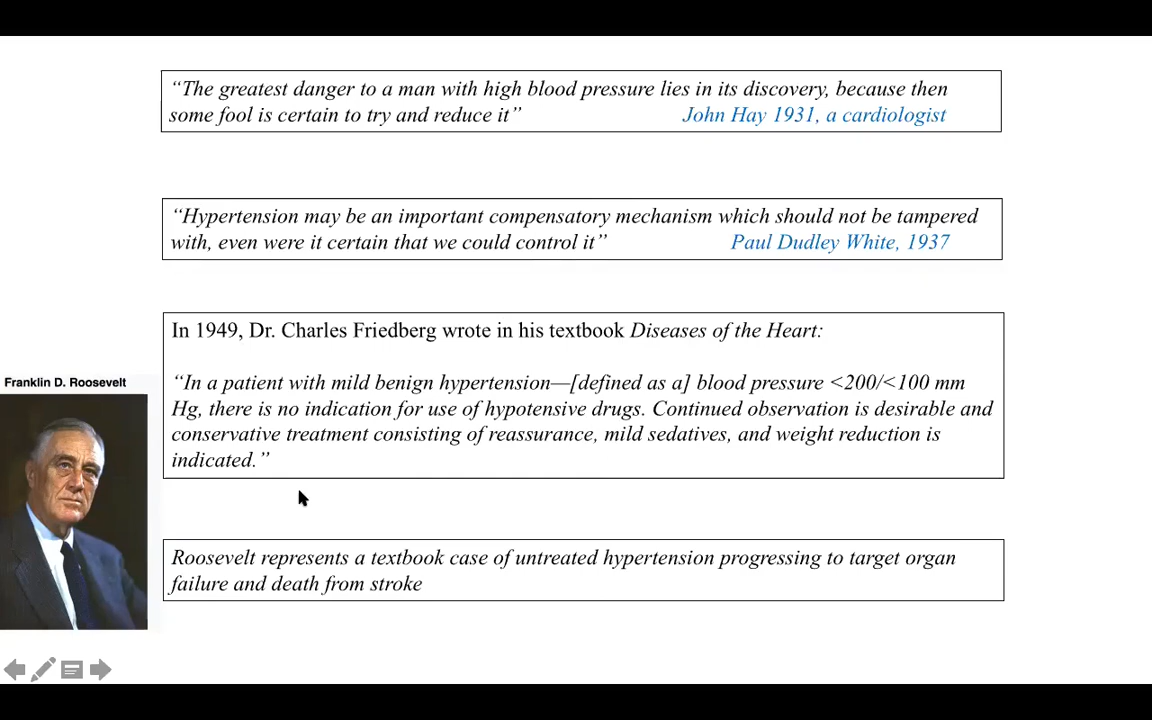 “The greatest danger to a man with high blood pressure lies in its discovery, because then
some fool is certain to try and reduce it” John Hay 1931, a cardiologist
“Hypertension may be an important compensatory mechanism which should not be tampered
with, even were it certain that we could control it” Paul Dudley White, 1937
In 1949, Dr. Charles Friedberg wrote in his textbook Diseases of the Heart:
“In a patient with mild benign hypertension—[defined as a] blood pressure <200/<100 mm
Hg, there is no indication for use of hypotensive drugs. Continued observation is desirable and
conservative treatment consisting of reassurance, mild sedatives, and weight reduction is
indicated.”
Franklin D. Roosevelt
Roosevelt represents a textbook case of untreated hypertension progressing to target organ
failure and death from stroke